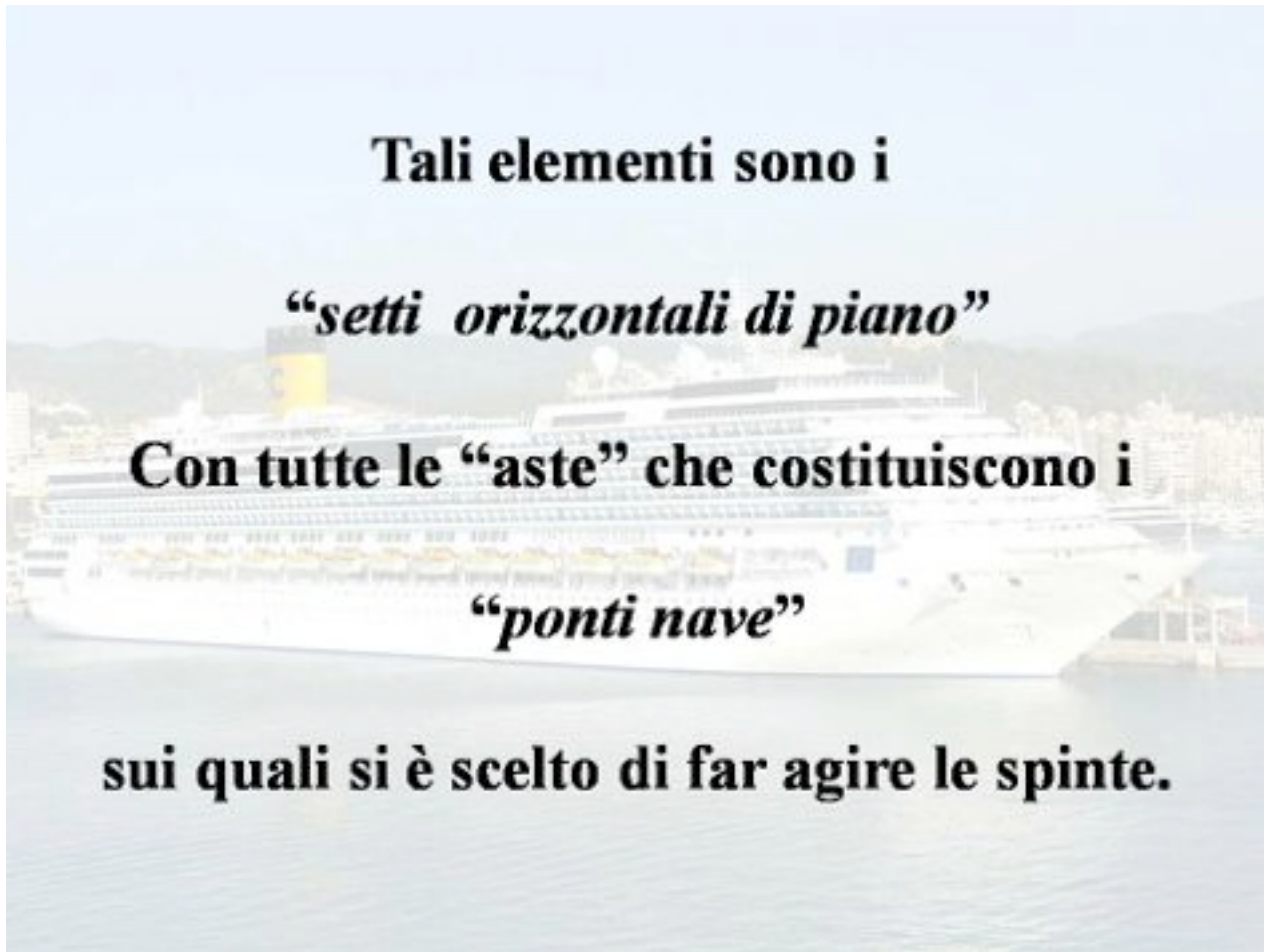 Tali elementi sono i
“setti orizzontali di piano”
Con tutte le “aste” che costituiscono i
“ponti nave”
sui quali si è scelto di far agire le spinte.